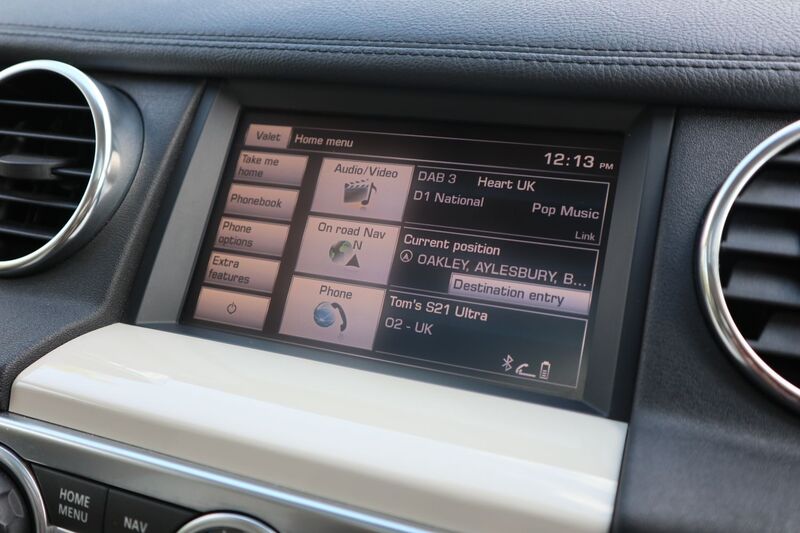 Valet
Home menu
12:13 PM
Take me
home
Phonebook
Phone
options
Extra
features
Audio/Video
DAB 3
Heart UK
D1 National
Pop Music
Link
On road Nav
N
Current position
OAKLEY, AYLESBURY, B...
Destination entry
Phone
Tom's S21 Ultra
O2 - UK
HOME
MENU
NAV